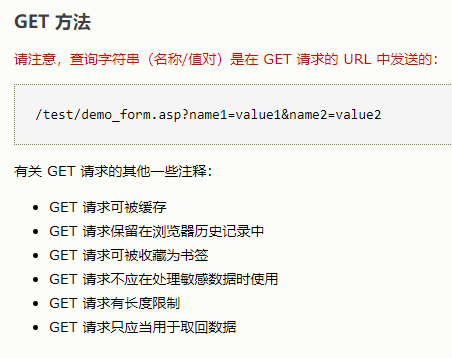 GET 方法
请注意，查询字符串（名称/值对）是在 GET 请求的 URL 中发送的：
/test/demo_form.asp?name1=value1&name2=value2
有关 GET 请求的其他一些注释：
• GET 请求可被缓存
• GET 请求保留在浏览器历史记录中
• GET 请求可被收藏为书签
• GET 请求不应在处理敏感数据时使用
• GET 请求有长度限制
• GET 请求只应当用于取回数据